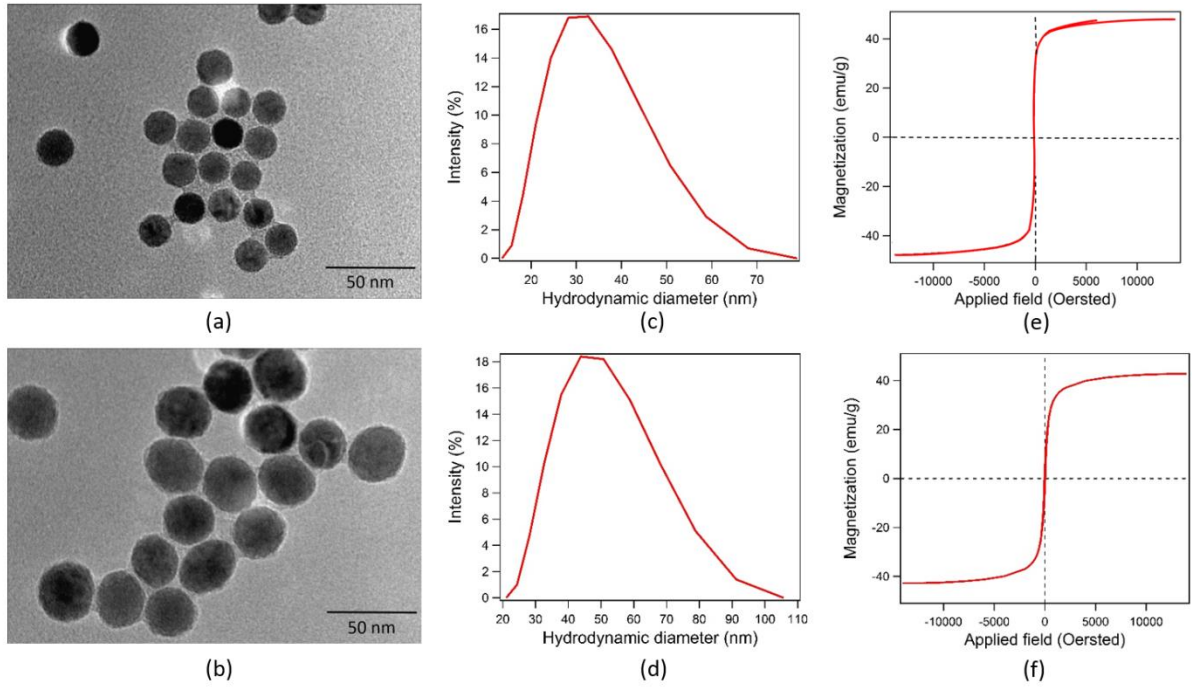 50 nm
(a)
16
14
12
10
8
6
4
2
0
Intensity (%)
20 30 40 50 60 70
Hydrodynamic diameter (nm)
(c)
40
20
0
-20
-40
Magnetization (emu/g)
-10000 -5000 0 5000 10000
Applied field (Oersted)
(e)
50 nm
(b)
18
16
14
12
10
8
6
4
2
0
Intensity (%)
20 30 40 50 60 70 80 90 100 110
Hydrodynamic diameter (nm)
(d)
40
20
0
-20
-40
Magnetization (emu/g)
-10000 -5000 0 5000 10000
Applied field (Oersted)
(f)